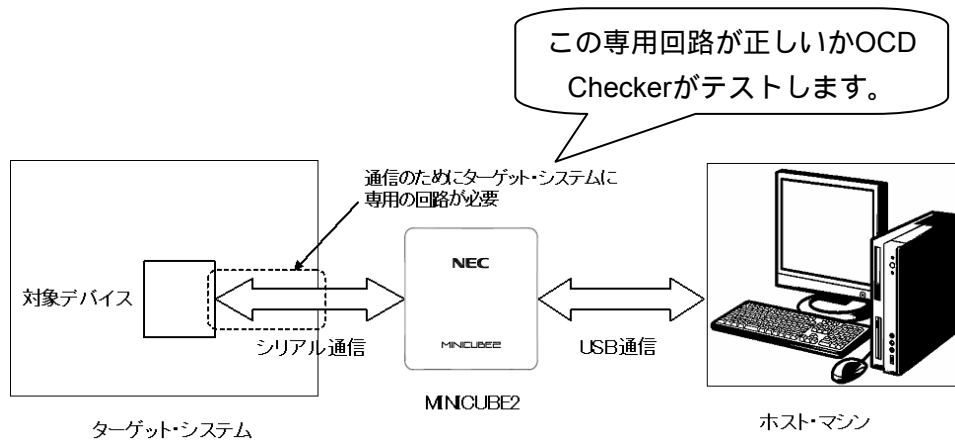 この専用回路が正しいかOCD
Checkerがテストします。
通信のためにターゲット・システムに
専用の回路が必要
NEC
対象デバイス
シリアル通信
MINICUBE2
USB通信
MINICUBE2
ターゲット・システム
ホスト・マシン